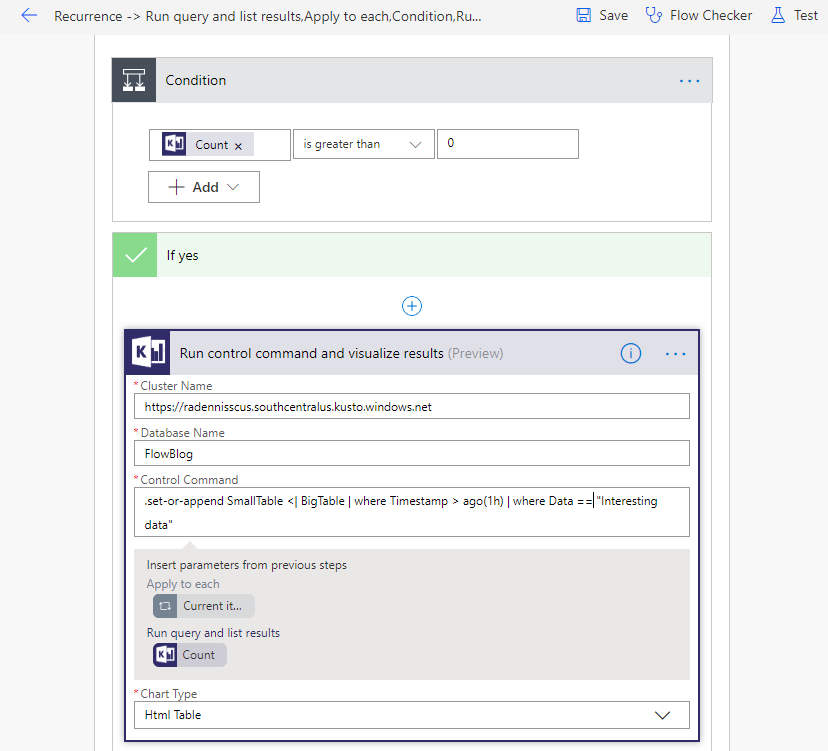 Recurrence -> Run query and list results,Apply to each,Condition,Ru... Save Flow Checker Test
Condition ...
Count × is greater than 0
+ Add
If yes
Run control command and visualize results (Preview) ...
* Cluster Name
https://radennisscus.southcentralus.kusto.windows.net
* Database Name
FlowBlog
* Control Command
.set-or-append SmallTable <| BigTable | where Timestamp > ago(1h) | where Data == "Interesting
data"
Insert parameters from previous steps
Apply to each
Current it...
Run query and list results
Count
* Chart Type
Html Table